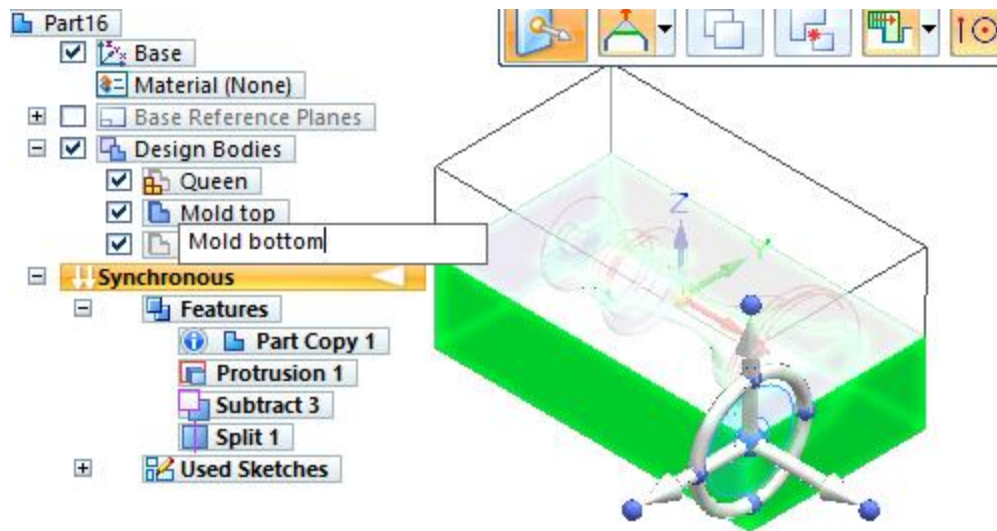 Part16
Base
Material (None)
Base Reference Planes
Design Bodies
Queen
Mold top
Mold bottom
Synchronous
Features
Part Copy 1
Protrusion 1
Subtract 3
Split 1
Used Sketches
Z
Y